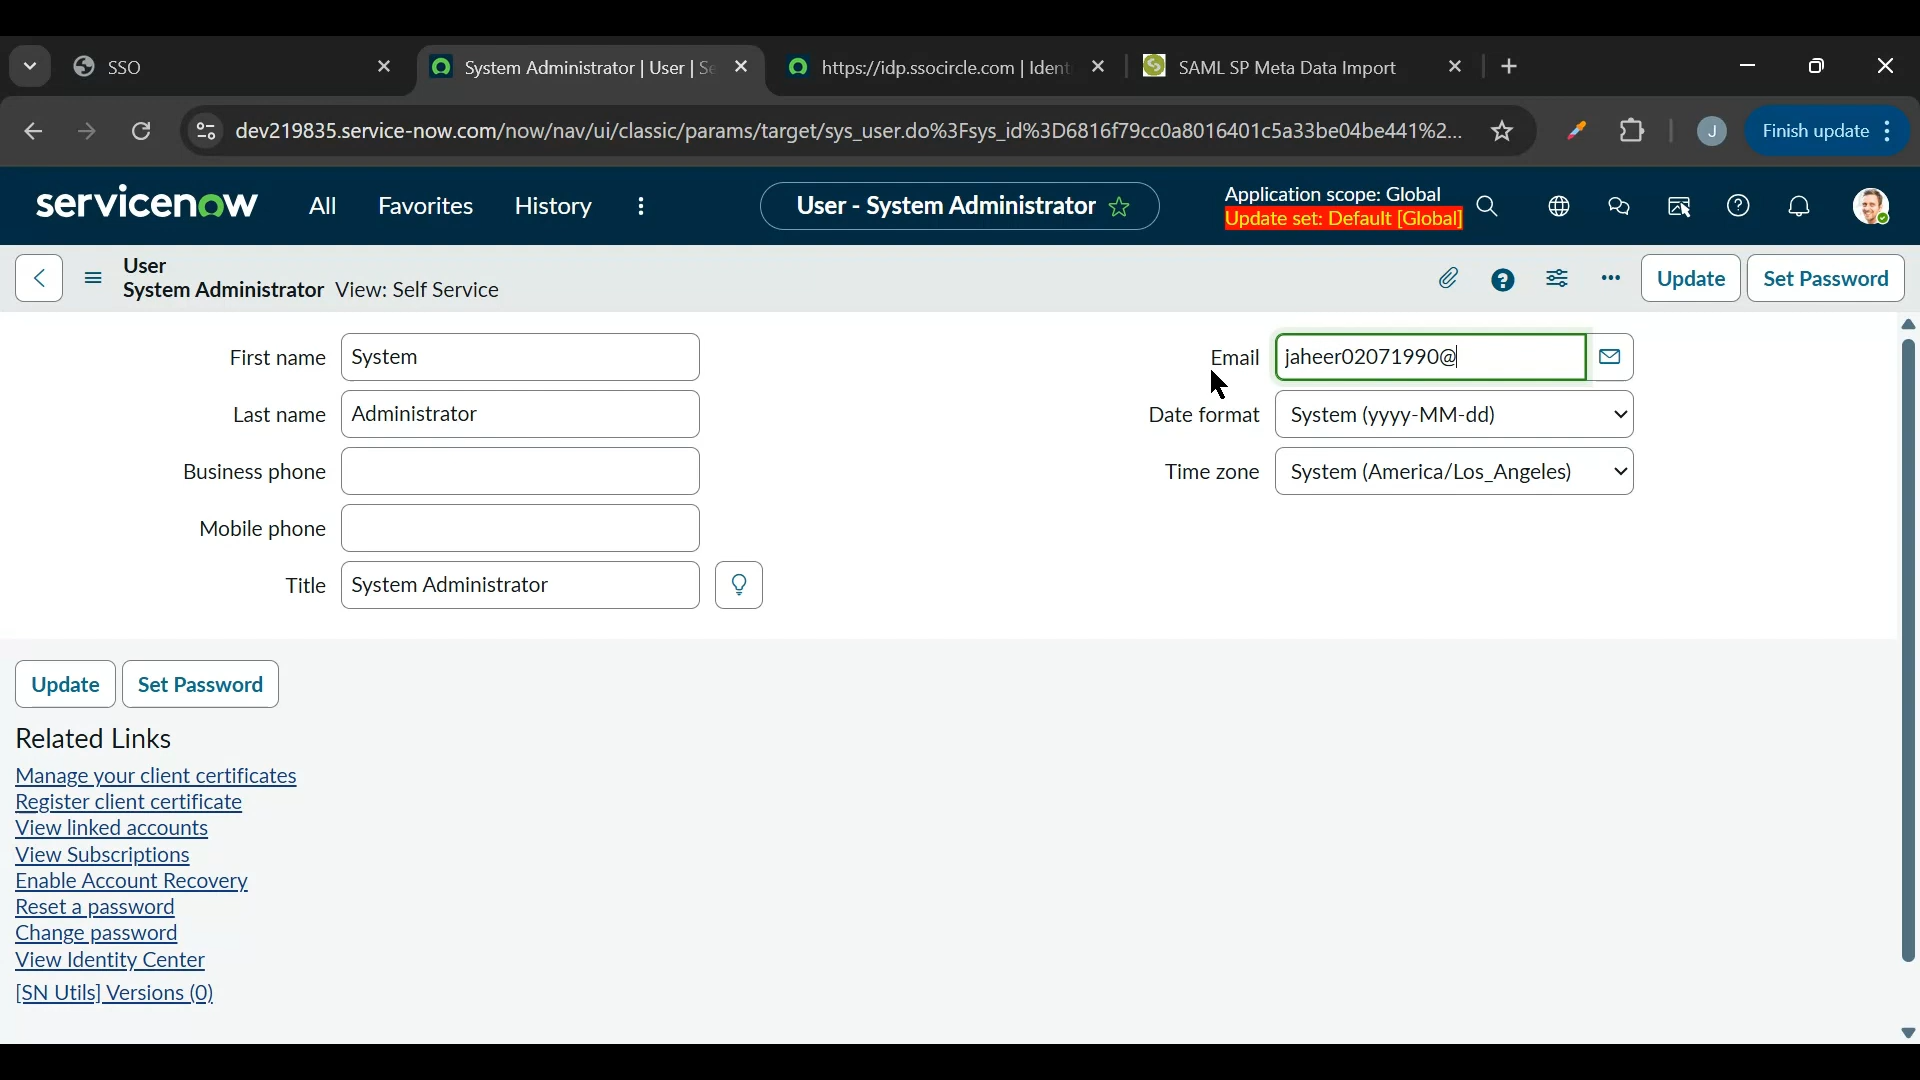 SSO
System Administrator | User | Se
https://idp.ssocircle.com | Ident
SAML SP Meta Data Import
dev219835.service-now.com/now/nav/ui/classic/params/target/sys_user.do%3Fsys_id%3D6816f79cc0a8016401c5a33be04be441%2...
J
Finish update
servicenow
All
Favorites
History
User - System Administrator
Application scope: Global
Update set: Default [Global]
User
System Administrator View: Self Service
Update
Set Password
First name
System
Email
jaheer02071990@
Last name
Administrator
Date format
System (yyyy-MM-dd)
Business phone
Time zone
System (America/Los_Angeles)
Mobile phone
Title
System Administrator
Update
Set Password
Related Links
Manage your client certificates
Register client certificate
View linked accounts
View Subscriptions
Enable Account Recovery
Reset a password
Change password
View Identity Center
[SN Utils] Versions (0)